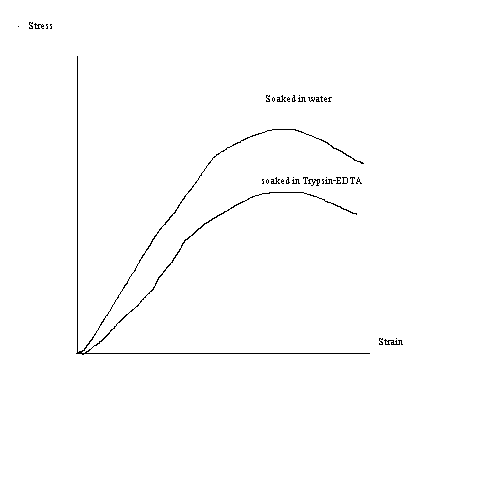 Stress
Soaked in water
soaked in Trypsin-EDTA
Strain